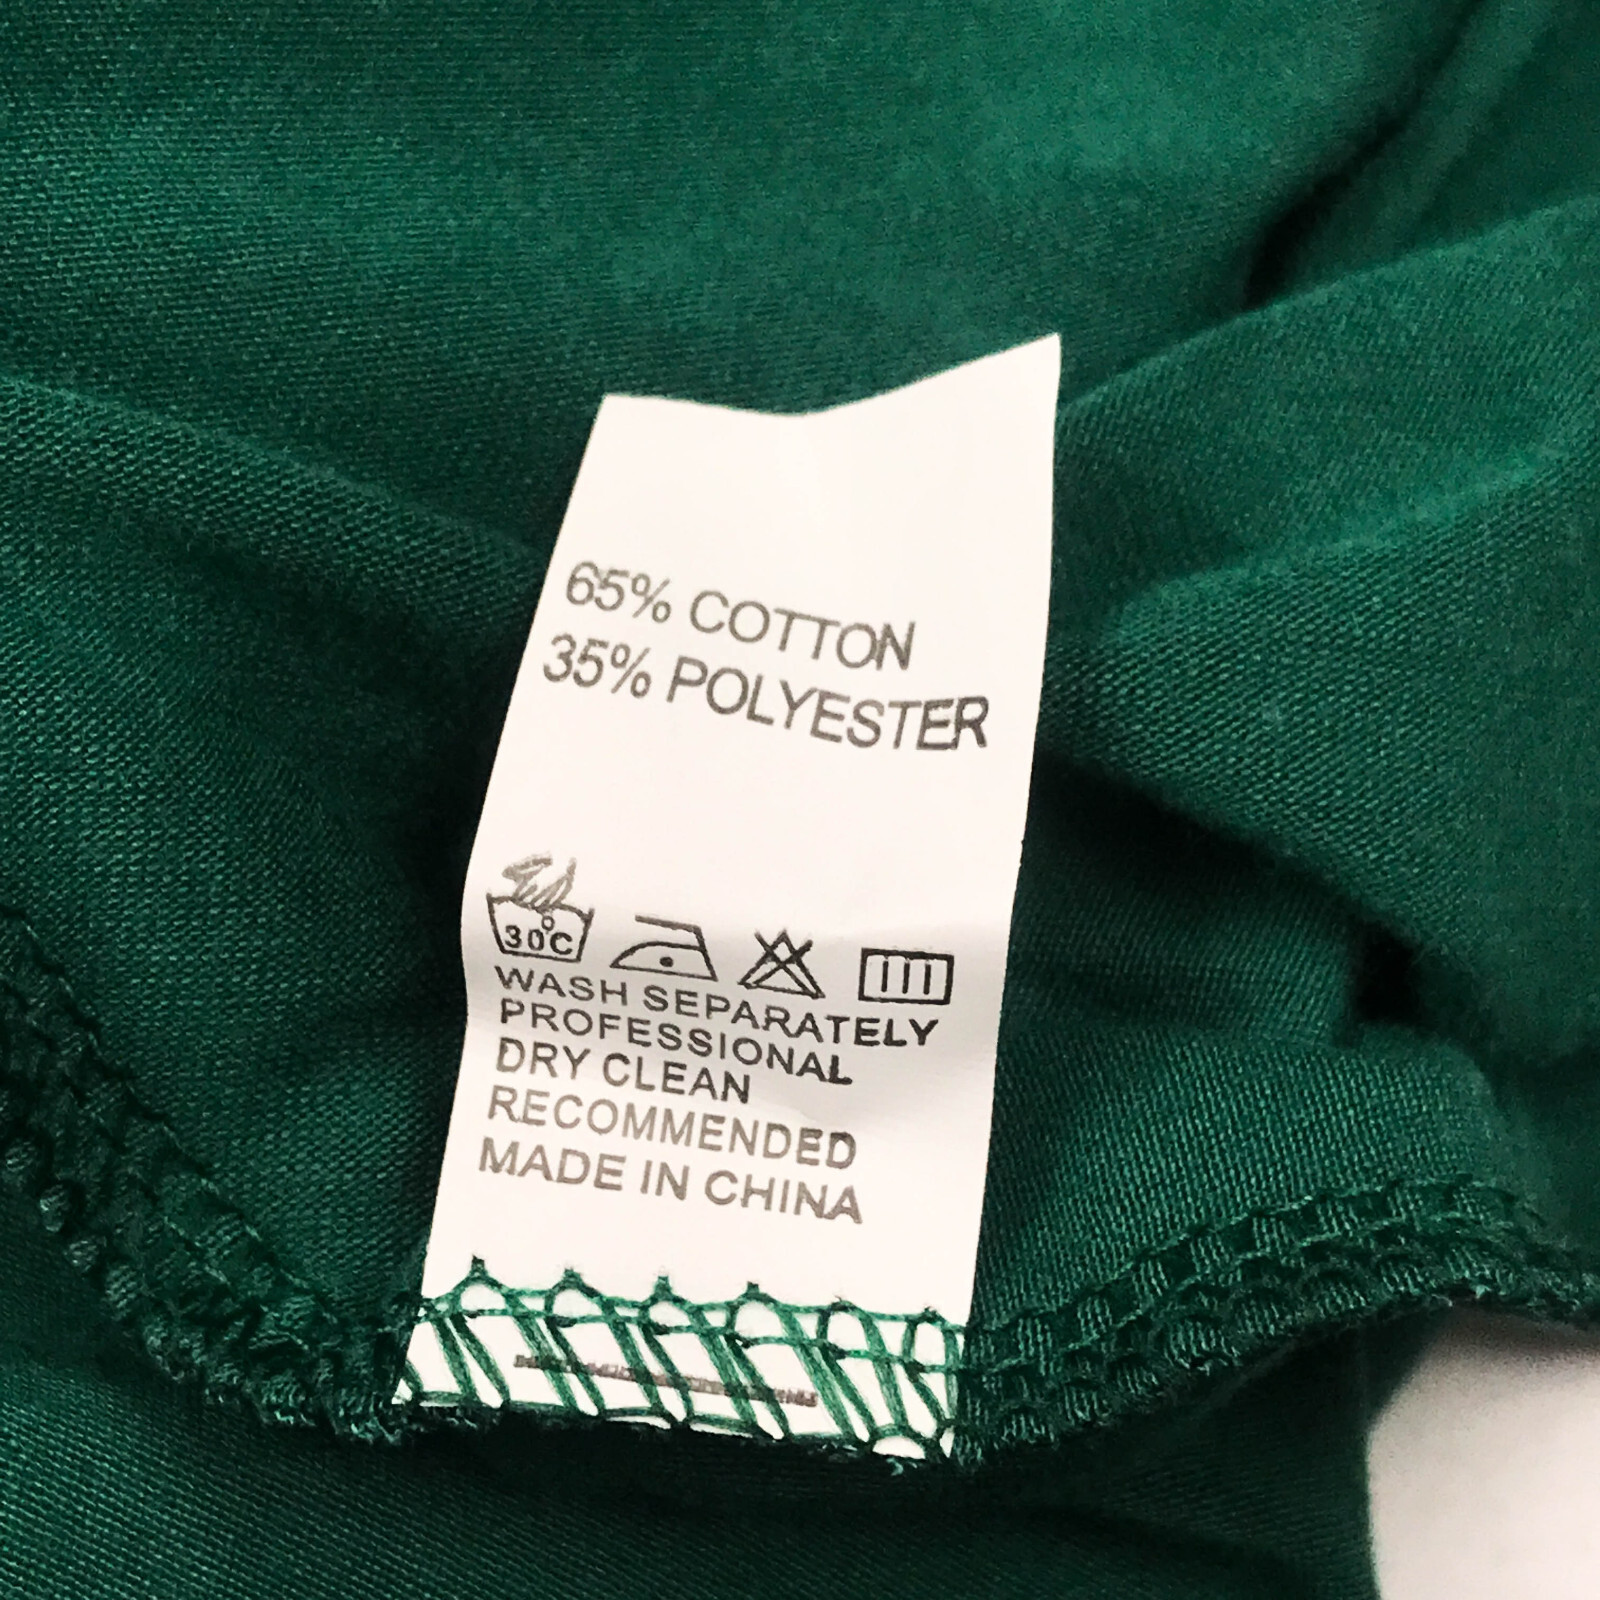 65% COTTON
35% POLYESTER
30°C
WASH SEPARATELY
PROFESSIONAL
DRY CLEAN
RECOMMENDED
MADE IN CHINA